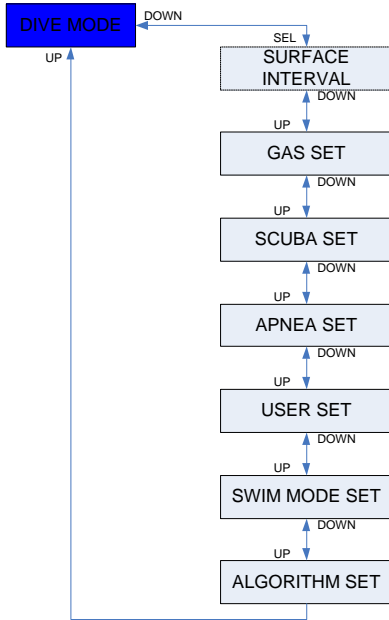 DIVE MODE
DOWN
UP
SEL
SURFACE
INTERVAL
DOWN
UP
GAS SET
DOWN
UP
SCUBA SET
DOWN
UP
APNEA SET
DOWN
UP
USER SET
DOWN
UP
SWIM MODE SET
DOWN
UP
ALGORITHM SET